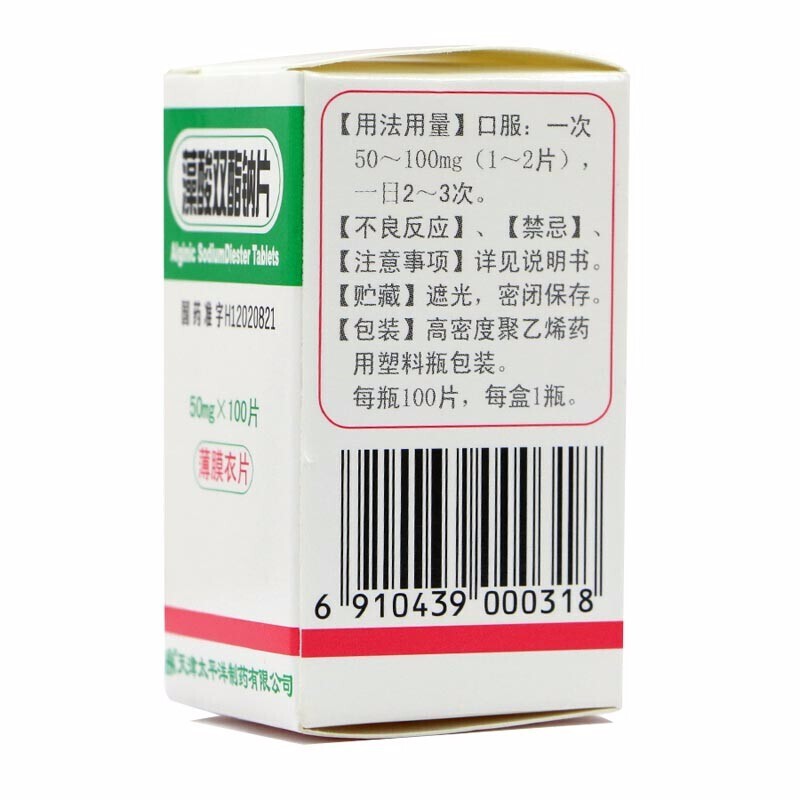 藻酸双酯钠片
Alginic SodiumDiester Tablets
国药准字H12020821
50mg×100片
薄膜衣片
天津太平洋制药有限公司
【用法用量】口服：一次
50～100mg（1～2片），
一日2～3次。
【不良反应】、【禁忌】、
【注意事项】详见说明书。
【贮藏】遮光，密闭保存。
【包装】高密度聚乙烯药
用塑料瓶包装。
每瓶100片，每盒1瓶。
6 910439 000318